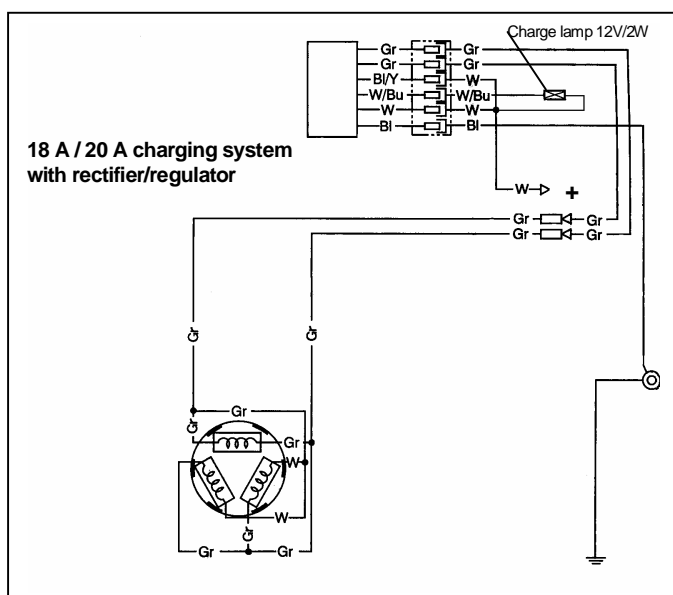 Charge lamp 12V/2W
Gr Gr
Gr Gr
Bl/Y W
W/Bu W/Bu
W W
Bl Bl
18 A / 20 A charging system
with rectifier/regulator
W +
Gr Gr
Gr Gr
Gr Gr
Gr
Gr Gr
W
W
Gr
Gr Gr